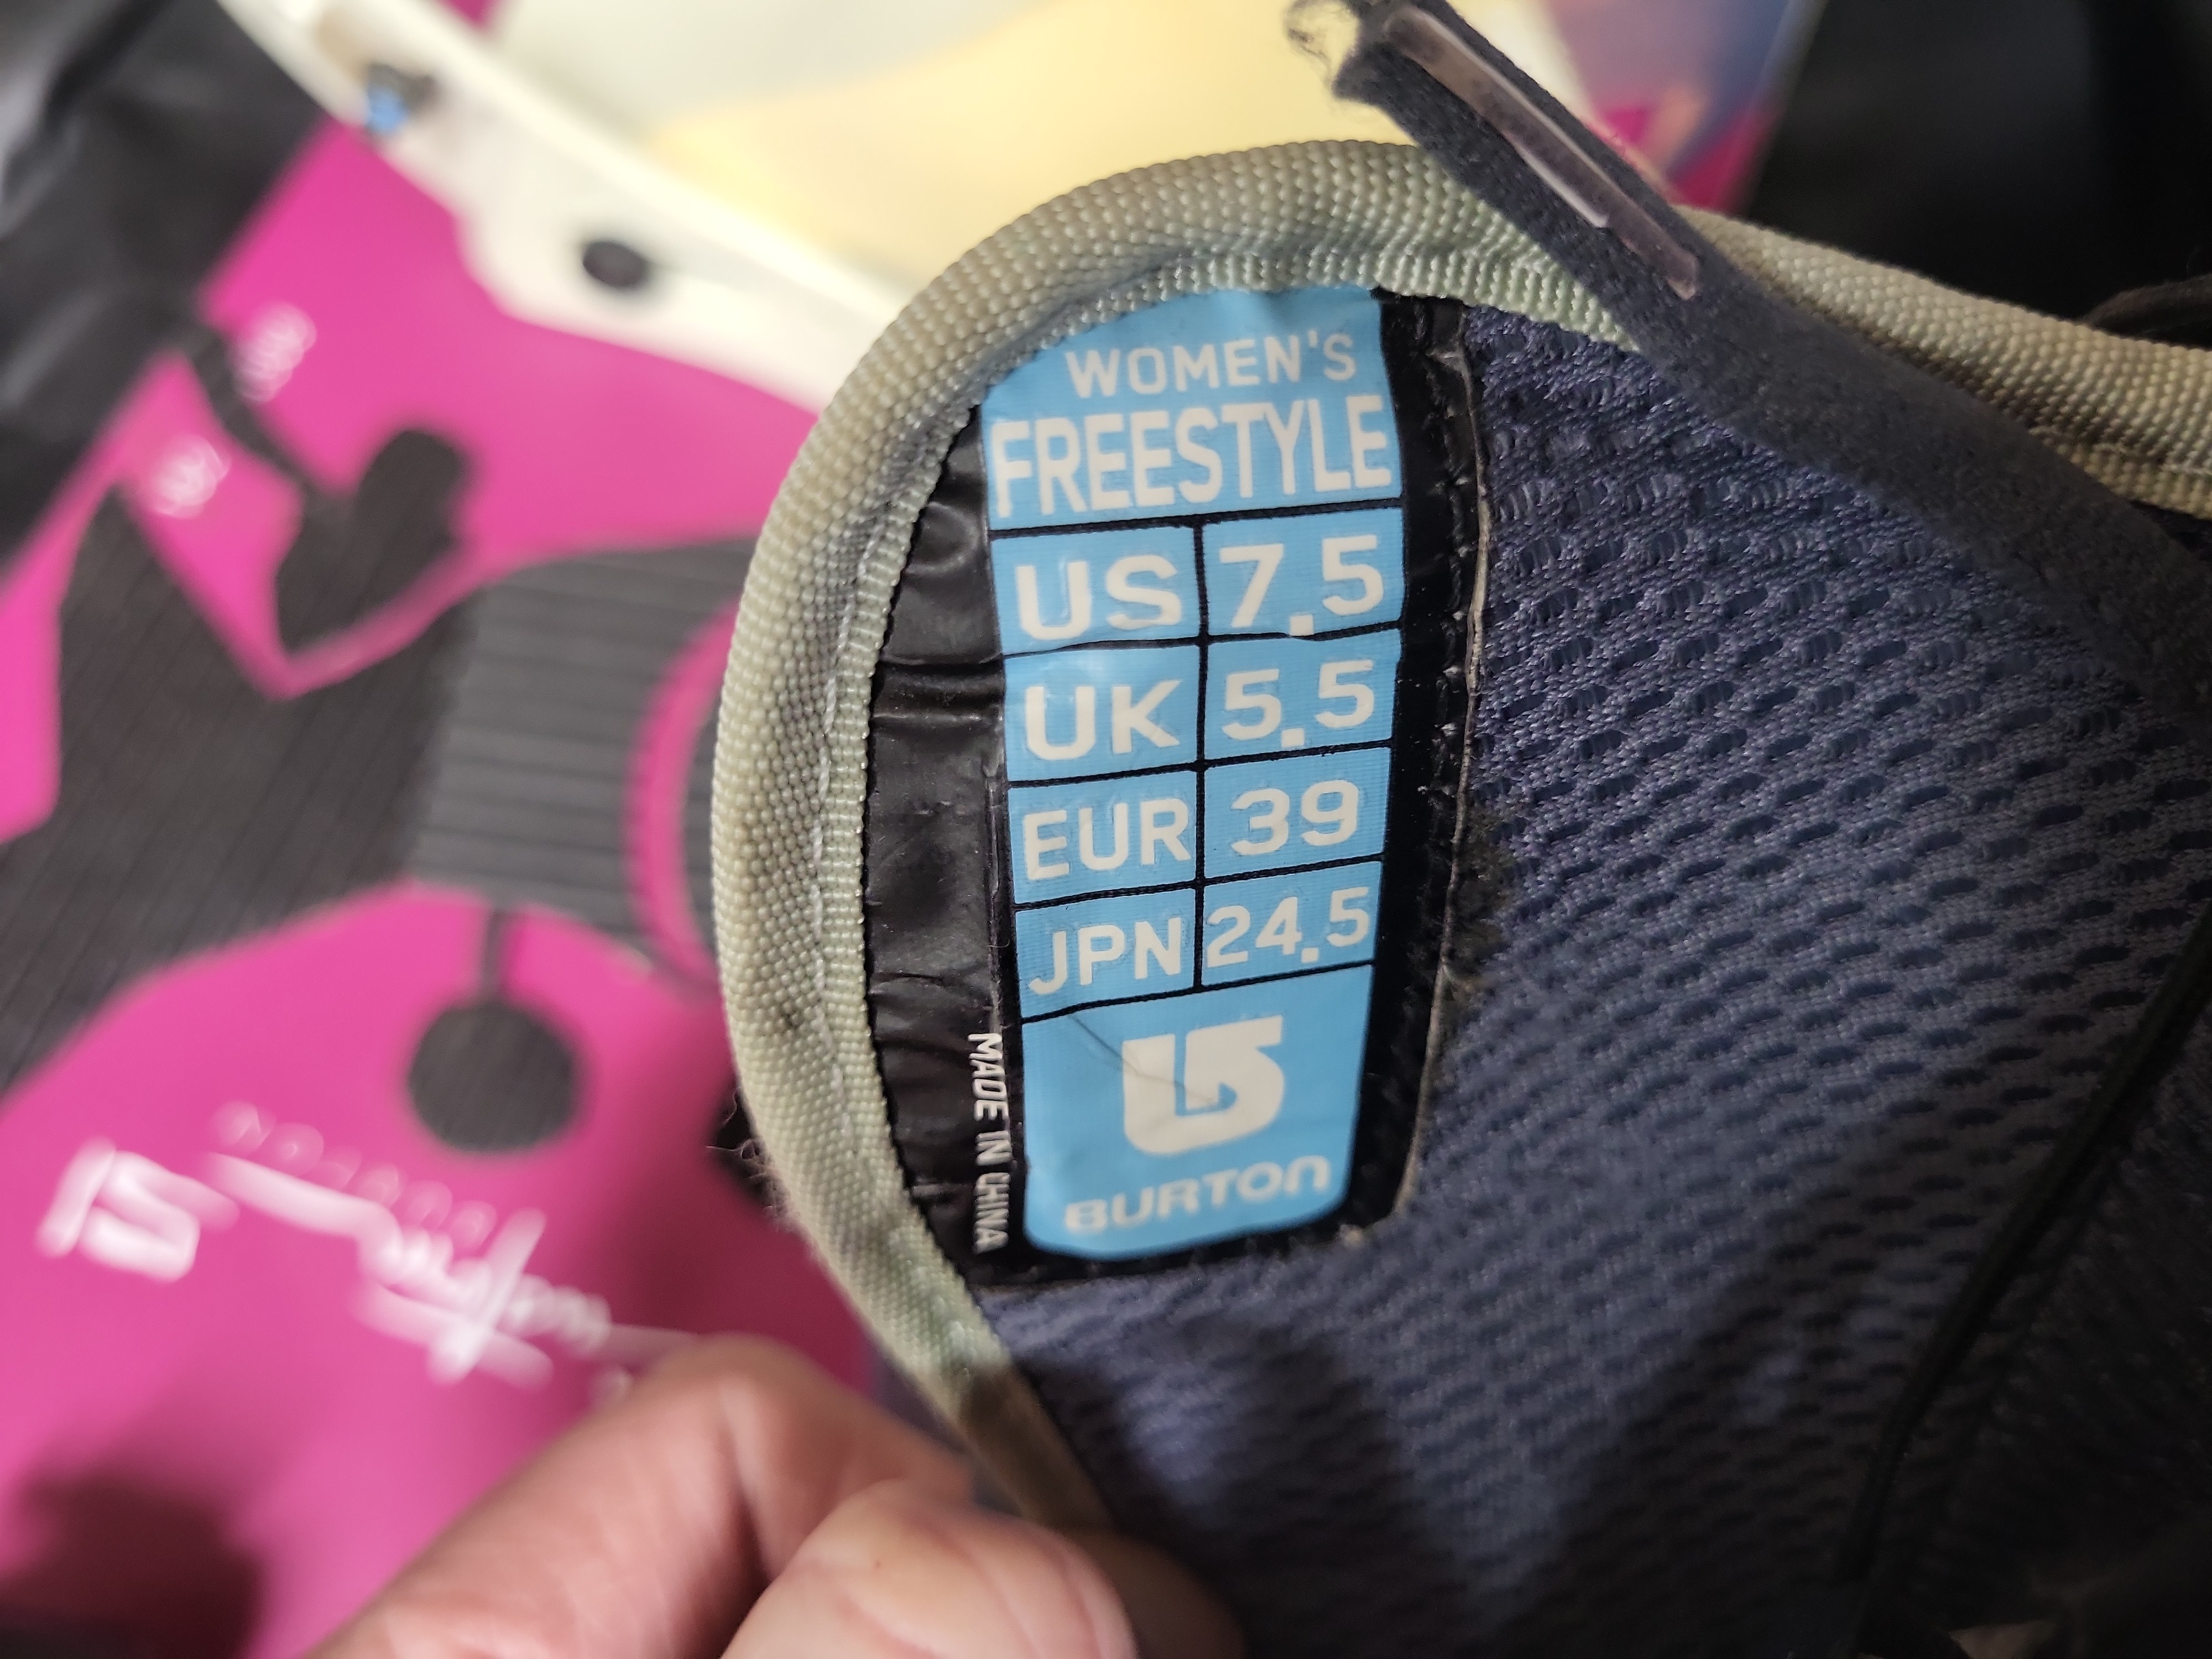 WOMEN'S
FREESTYLE
US 7.5
UK 5.5
EUR 39
JPN 24.5
BURTON
MADE IN CHINA